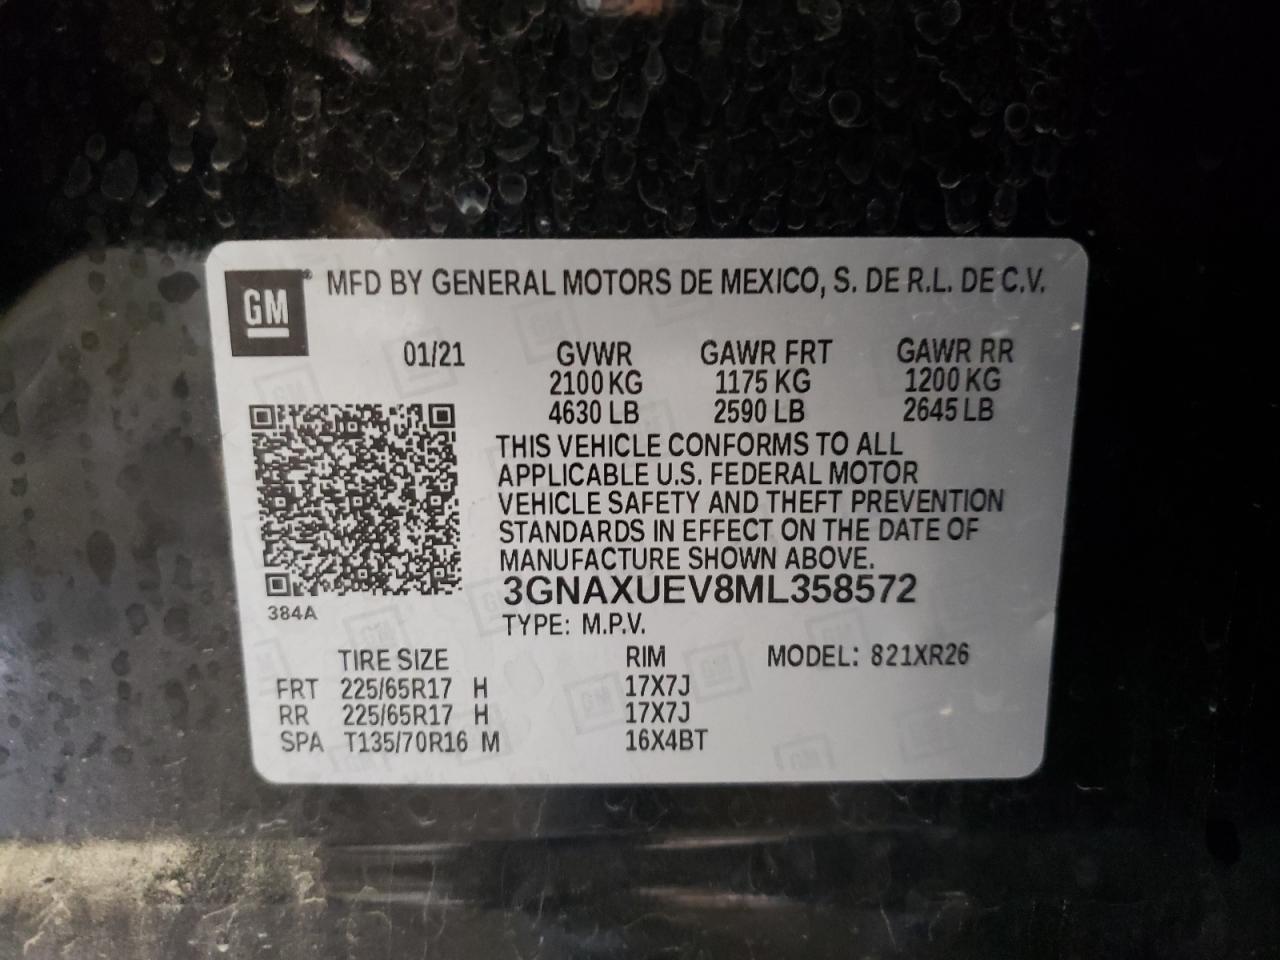 GM
® MFD BY GENERAL MOTORS DE MEXICO, S. DE R.L. DE C.V.
01/21 GVWR GAWR FRT GAWR RR
2100 KG 1175 KG 1200 KG
4630 LB 2590 LB 2645 LB
THIS VEHICLE CONFORMS TO ALL
APPLICABLE U.S. FEDERAL MOTOR
VEHICLE SAFETY AND THEFT PREVENTION
STANDARDS IN EFFECT ON THE DATE OF
MANUFACTURE SHOWN ABOVE.
3GNAXUEV8ML358572
384A
TYPE: M.P.V.
TIRE SIZE RIM MODEL: 821XR26
FRT 225/65R17 H 17X7J
RR 225/65R17 H 17X7J
SPA T135/70R16 M 16X4BT